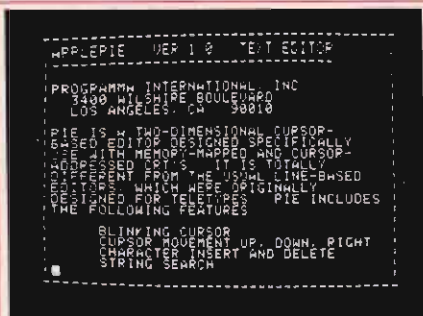 APPLEPIE VER 1.0 TEXT EDITOR
PROGRAMMA INTERNATIONAL, INC
3400 WILSHIRE BOULEVARD
LOS ANGELES, CA 90010
PIE IS A TWO-DIMENSIONAL CURSOR-
BASED EDITOR DESIGNED SPECIFICALLY
USE WITH MEMORY-MAPPED AND CURSOR-
ADDRESSED CRTS. IT IS TOTALLY
DIFFERENT FROM THE USUAL LINE-BASED
EDITORS, WHICH WERE ORIGINALLY
DESIGNED FOR TELETYPES. PIE INCLUDES
THE FOLLOWING FEATURES
BLINKING CURSOR
CURSOR MOVEMENT UP, DOWN, RIGHT
CHARACTER INSERT AND DELETE
STRING SEARCH